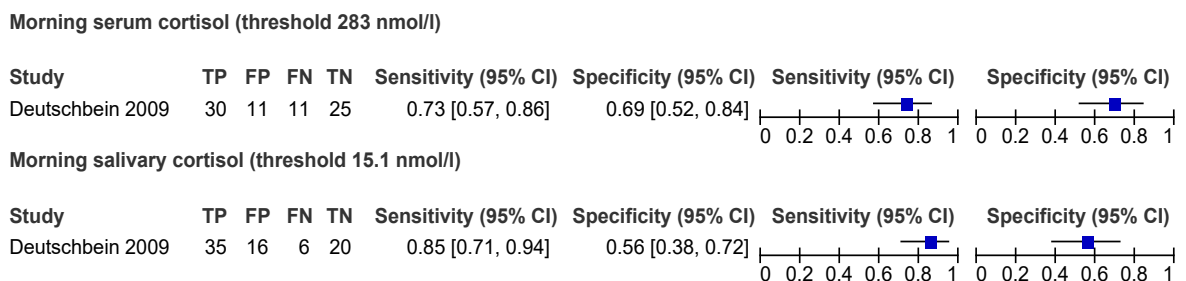 Morning serum cortisol (threshold 283 nmol/l)
Study TP FP FN TN Sensitivity (95% CI) Specificity (95% CI) Sensitivity (95% CI) Specificity (95% CI)
Deutschbein 2009 30 11 11 25 0.73 [0.57, 0.86] 0.69 [0.52, 0.84]
0 0.2 0.4 0.6 0.8 1 0 0.2 0.4 0.6 0.8 1
Morning salivary cortisol (threshold 15.1 nmol/l)
Study TP FP FN TN Sensitivity (95% CI) Specificity (95% CI) Sensitivity (95% CI) Specificity (95% CI)
Deutschbein 2009 35 16 6 20 0.85 [0.71, 0.94] 0.56 [0.38, 0.72]
0 0.2 0.4 0.6 0.8 1 0 0.2 0.4 0.6 0.8 1